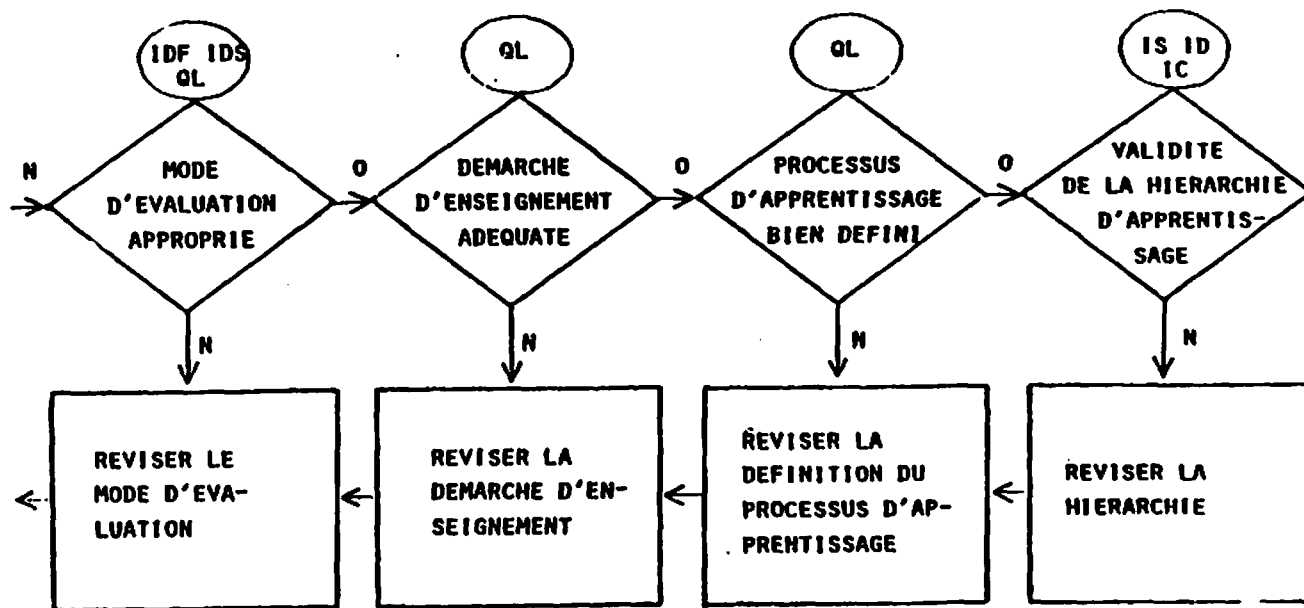 IDF IDS
QL
QL
QL
IS ID
IC
N
MODE
D'EVALUATION
APPROPRIE
O
DEMARCHE
D'ENSEIGNEMENT
ADEQUATE
O
PROCESSUS
D'APPRENTISSAGE
BIEN DEFINI
O
VALIDITE
DE LA HIERARCHIE
D'APPRENTIS-
SAGE
N
N
N
N
REVISER LE
MODE D'EVA-
LUATION
REVISER LA
DEMARCHE D'EN-
SEIGNEMENT
REVISER LA
DEFINITION DU
PROCESSUS D'AP-
PRENTISSAGE
REVISER LA
HIERARCHIE